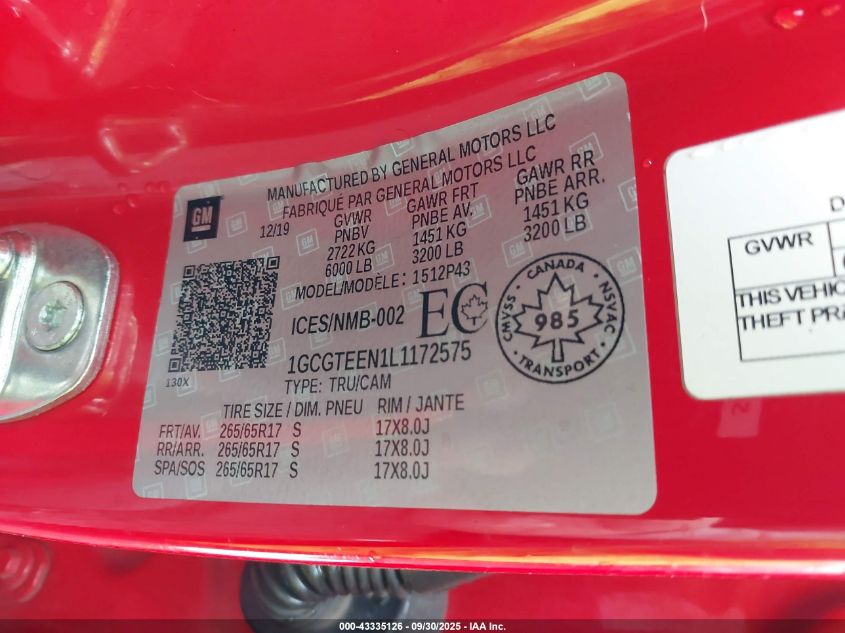 MANUFACTURED BY GENERAL MOTORS LLC
FABRIQUÉ PAR GENERAL MOTORS LLC
GM
12/19 GVWR GAWR FRT GAWR RR
PNBV PNBE AV. PNBE ARR.
2722 KG 1451 KG 1451 KG
6000 LB 3200 LB 3200 LB
MODEL/MODÈLE: 1512P43
ICES/NMB-002 EC
130X
1GCGTEEN1L1172575
TYPE: TRU/CAM
CANADA
CMVSS NSVAC
985
TRANSPORT
TIRE SIZE / DIM. PNEU RIM / JANTE
FRT/AV. 265/65R17 S 17X8.0J
RR/ARR. 265/65R17 S 17X8.0J
SPA/SOS 265/65R17 S 17X8.0J
GVWR
THIS VEHIC
THEFT PR
000-43335126 - 09/30/2025 - IAA Inc.